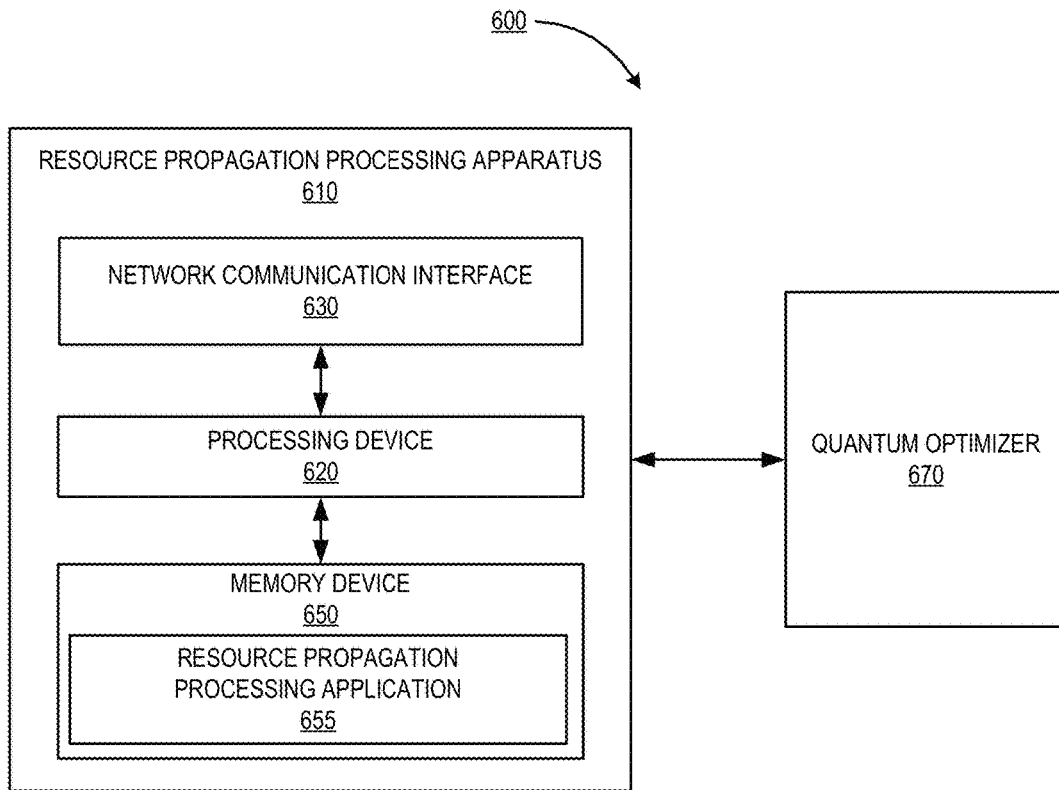 600
RESOURCE PROPAGATION PROCESSING APPARATUS
610
NETWORK COMMUNICATION INTERFACE
630
PROCESSING DEVICE
620
MEMORY DEVICE
650
RESOURCE PROPAGATION
PROCESSING APPLICATION
655
QUANTUM OPTIMIZER
670